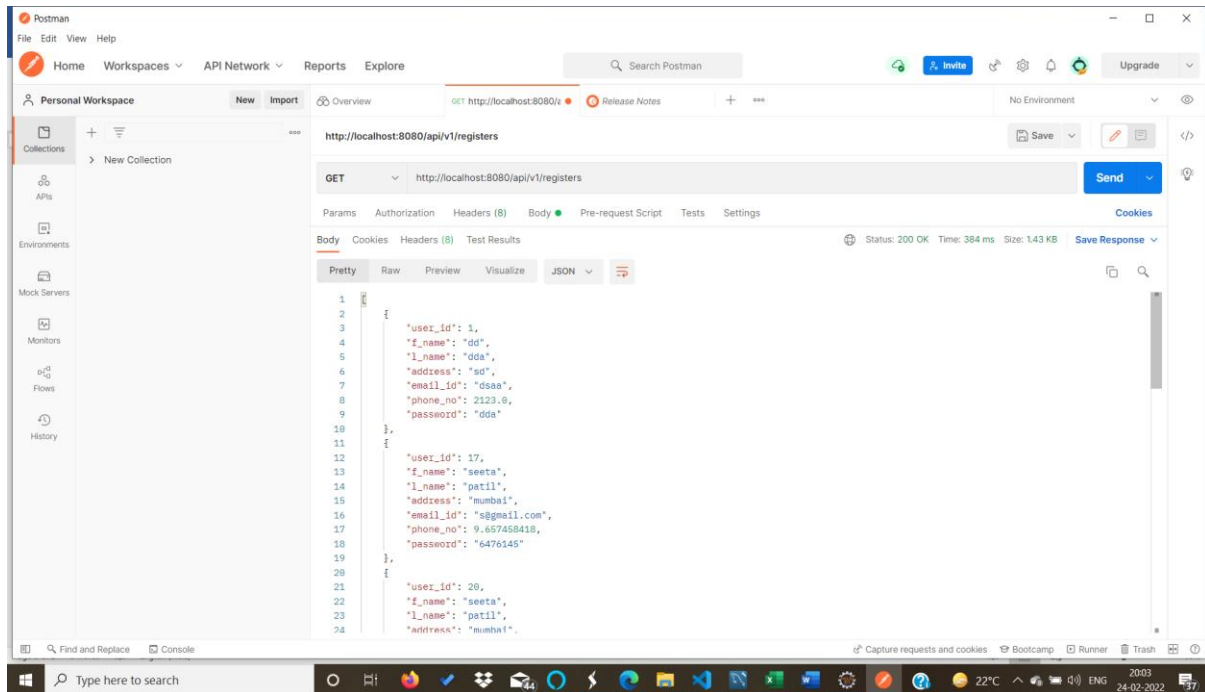 Postman
File Edit View Help
Home Workspaces API Network Reports Explore Search Postman Invite Upgrade
Personal Workspace New Import Overview GET http://localhost:8080/a Release Notes No Environment
Collections
New Collection
http://localhost:8080/api/v1/registers Save
APIs
GET http://localhost:8080/api/v1/registers Send
Params Authorization Headers (8) Body Pre-request Script Tests Settings Cookies
Environments
Body Cookies Headers (8) Test Results Status: 200 OK Time: 384 ms Size: 1.43 KB Save Response
Mock Servers
Pretty Raw Preview Visualize JSON
Monitors
Flows
History
1 [
2 {
3 "user_id": 1,
4 "f_name": "dd",
5 "l_name": "dda",
6 "address": "sd",
7 "email_id": "dsaa",
8 "phone_no": 2123.0,
9 "password": "dda"
10 },
11 {
12 "user_id": 17,
13 "f_name": "seeta",
14 "l_name": "patil",
15 "address": "mumbai",
16 "email_id": "s@gmail.com",
17 "phone_no": 9.657458418,
18 "password": "6476145"
19 },
20 {
21 "user_id": 20,
22 "f_name": "seeta",
23 "l_name": "patil",
24 "address": "mumbai",
Find and Replace Console Capture requests and cookies Bootcamp Runner Trash
Type here to search 44 22°C ENG 20:03 37
24-02-2022